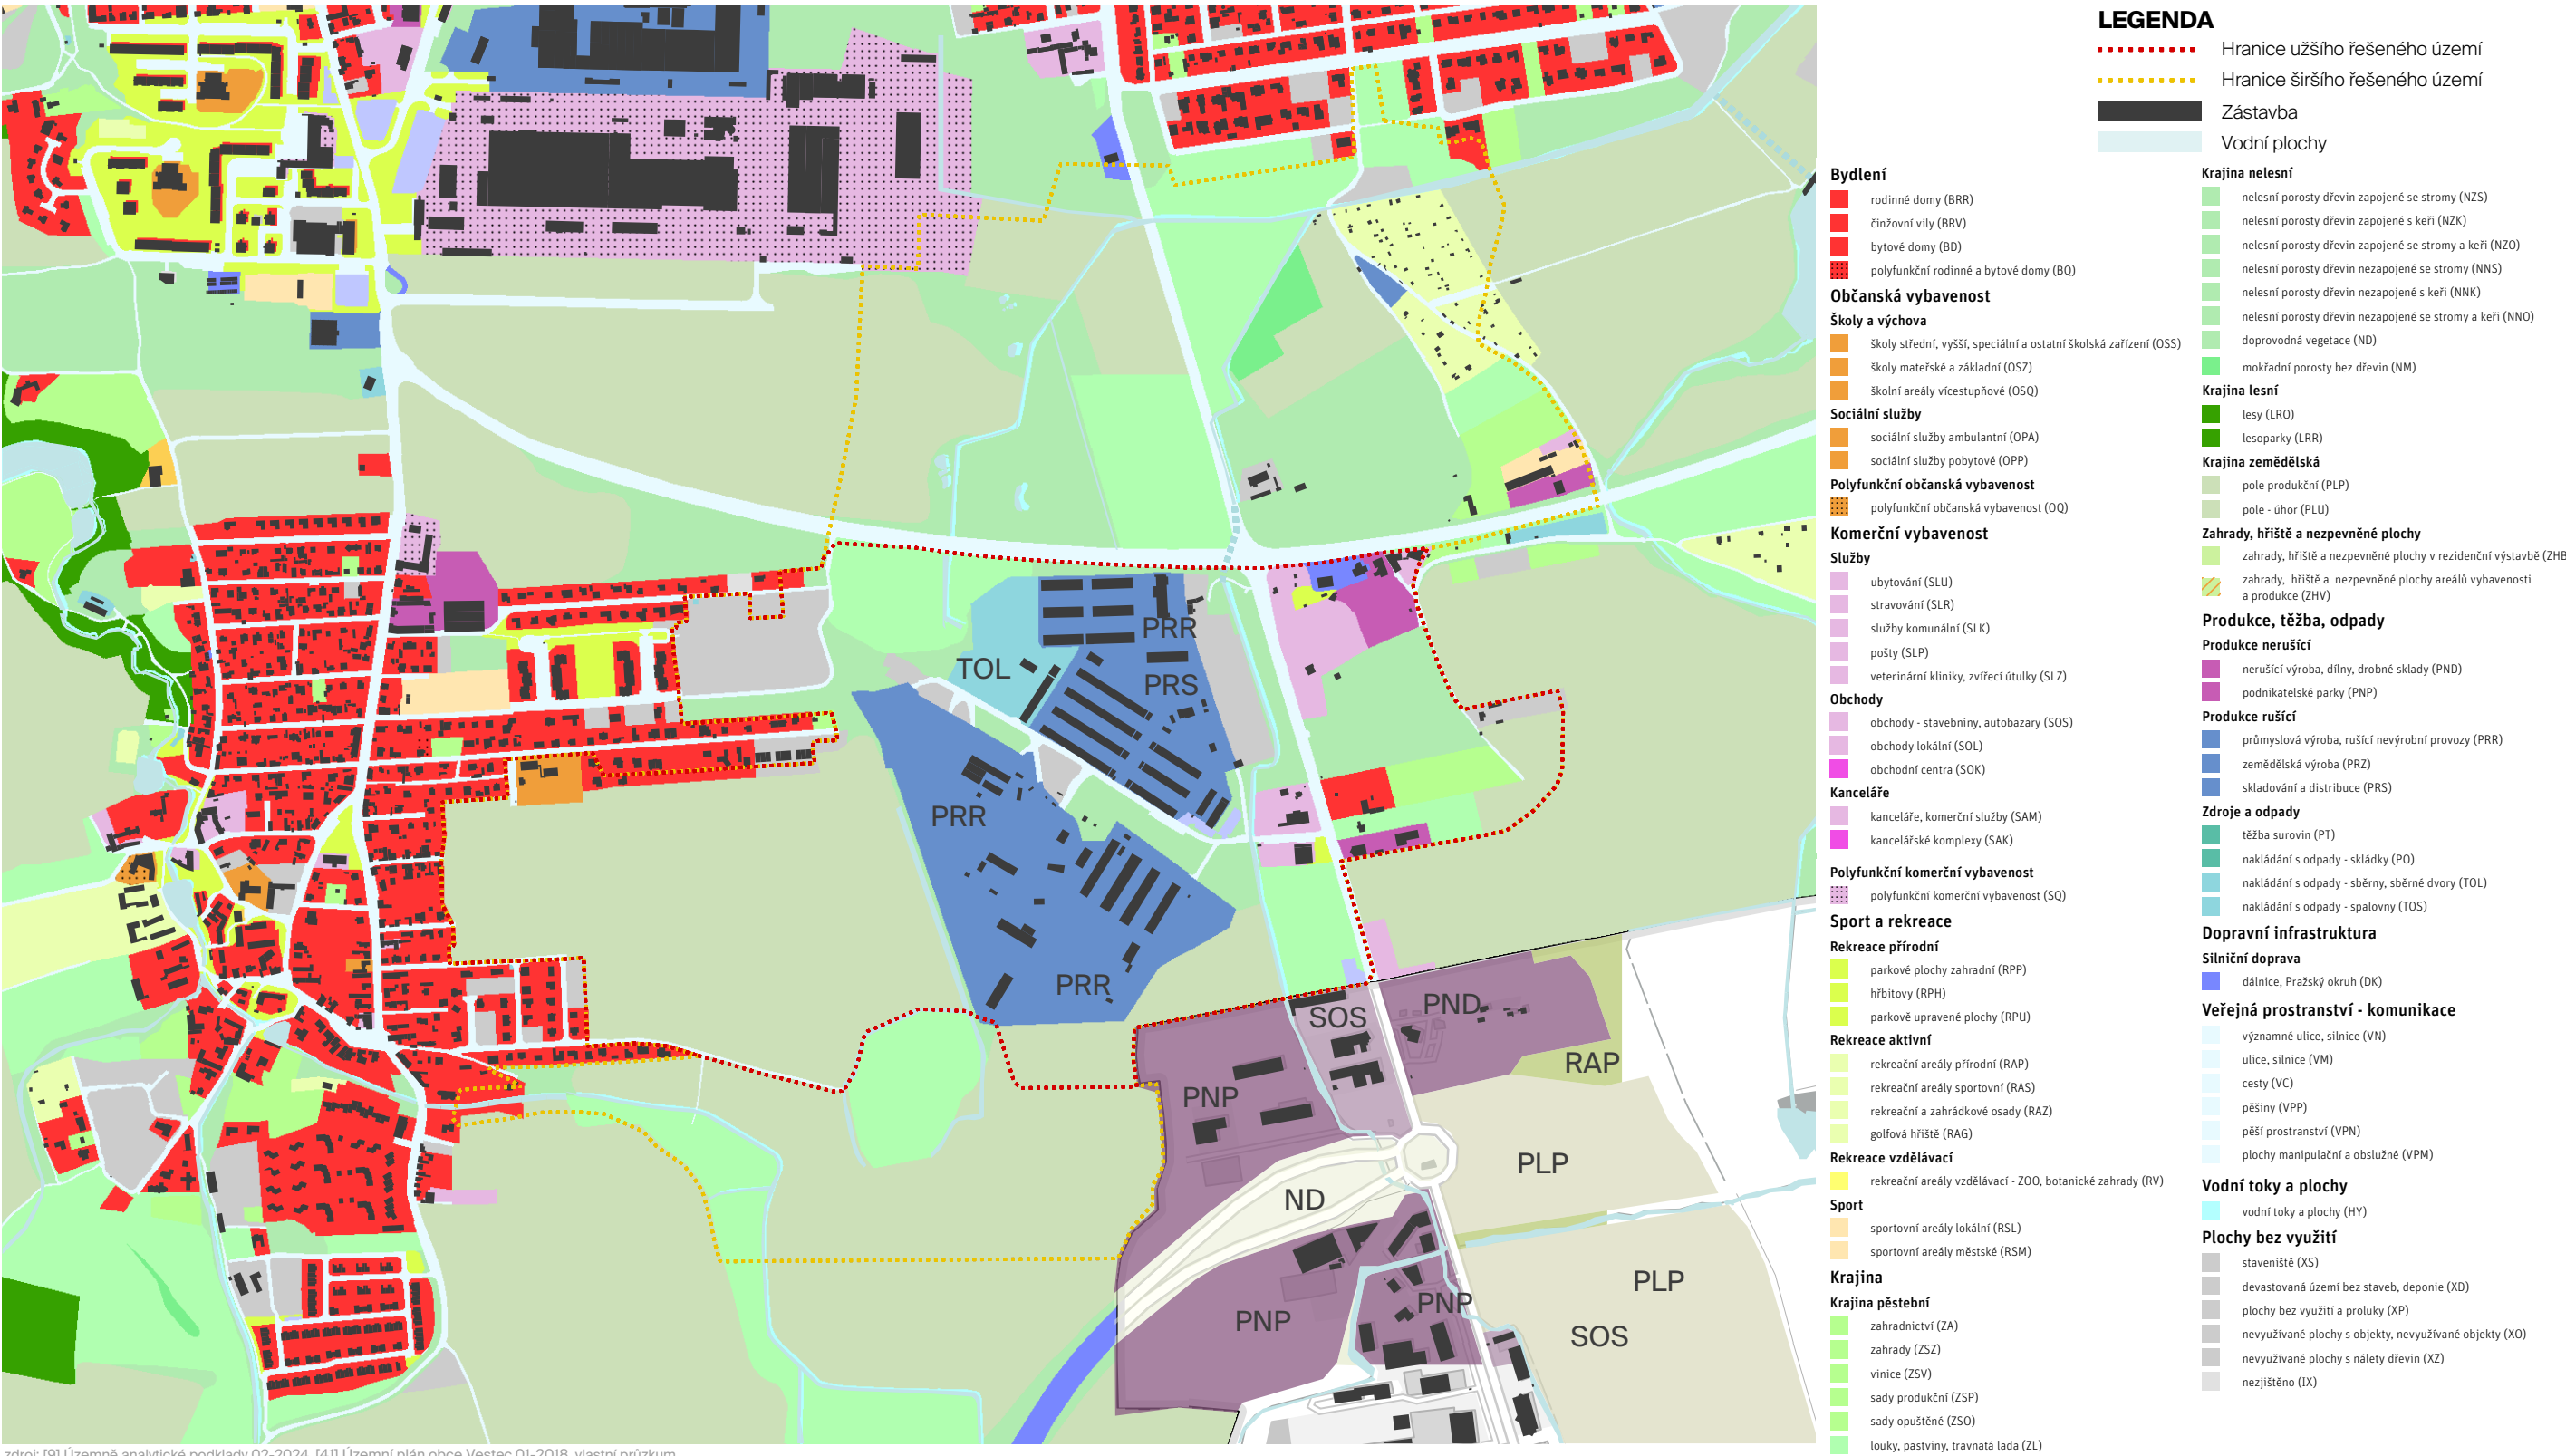 LEGENDA
Hranice užšího řešeného území
Hranice širšího řešeného území
Zástavba
Vodní plochy
Bydlení
rodinné domy (BRR)
činžovní vily (BRV)
bytové domy (BD)
polyfunkční rodinné a bytové domy (BQ)
Občanská vybavenost
Školy a výchova
školy střední, vyšší, speciální a ostatní školská zařízení (OSS)
školy mateřské a základní (OSZ)
školní areály vícestupňové (OSQ)
Sociální služby
sociální služby ambulantní (OPA)
sociální služby pobytové (OPP)
Polyfunkční občanská vybavenost
polyfunkční občanská vybavenost (OQ)
Komerční vybavenost
Služby
ubytování (SLU)
stravování (SLR)
služby komunální (SLK)
pošty (SLP)
veterinární kliniky, zvířecí útulky (SLZ)
Obchody
obchody - stavebniny, autobazary (SOS)
obchody lokální (SOL)
obchodní centra (SOK)
Kanceláře
kanceláře, komerční služby (SAM)
kancelářské komplexy (SAK)
Polyfunkční komerční vybavenost
polyfunkční komerční vybavenost (SQ)
Sport a rekreace
Rekreace přírodní
parkové plochy zahradní (RPP)
hřbitovy (RPH)
parkově upravené plochy (RPU)
Rekreace aktivní
rekreační areály přírodní (RAP)
rekreační areály sportovní (RAS)
rekreační a zahrádkové osady (RAZ)
golfová hřiště (RAG)
Rekreace vzdělávací
rekreační areály vzdělávací - ZOO, botanické zahrady (RV)
Sport
sportovní areály lokální (RSL)
sportovní areály městské (RSM)
Krajina
Krajina pěstební
zahradnictví (ZA)
zahrady (ZSZ)
vinice (ZSV)
sady produkční (ZSP)
sady opuštěné (ZSO)
louky, pastviny, travnatá lada (ZL)
Krajina nelesní
nelesní porosty dřevin zapojené se stromy (NZS)
nelesní porosty dřevin zapojené s keři (NZK)
nelesní porosty dřevin zapojené se stromy a keři (NZO)
nelesní porosty dřevin nezapojené se stromy (NNS)
nelesní porosty dřevin nezapojené s keři (NNK)
nelesní porosty dřevin nezapojené se stromy a keři (NNO)
doprovodná vegetace (ND)
mokřadní porosty bez dřevin (NM)
Krajina lesní
lesy (LRO)
lesoparky (LRR)
Krajina zemědělská
pole produkční (PLP)
pole - úhor (PLU)
Zahrady, hřiště a nezpevněné plochy
zahrady, hřiště a nezpevněné plochy v rezidenční výstavbě (ZHB
zahrady, hřiště a nezpevněné plochy areálů vybavenosti
a produkce (ZHV)
Produkce, těžba, odpady
Produkce nerušící
nerušící výroba, dílny, drobné sklady (PND)
podnikatelské parky (PNP)
Produkce rušící
průmyslová výroba, rušící nevýrobní provozy (PRR)
zemědělská výroba (PRZ)
skladování a distribuce (PRS)
Zdroje a odpady
těžba surovin (PT)
nakládání s odpady - skládky (PO)
nakládání s odpady - sběrny, sběrné dvory (TOL)
nakládání s odpady - spalovny (TOS)
Dopravní infrastruktura
Silniční doprava
dálnice, Pražský okruh (DK)
Veřejná prostranství - komunikace
významné ulice, silnice (VN)
ulice, silnice (VM)
cesty (VC)
pěšiny (VPP)
pěší prostranství (VPN)
plochy manipulační a obslužné (VPM)
Vodní toky a plochy
vodní toky a plochy (HY)
Plochy bez využití
staveniště (XS)
devastovaná území bez staveb, deponie (XD)
plochy bez využití a proluky (XP)
nevyužívané plochy s objekty, nevyužívané objekty (XO)
nevyužívané plochy s nálety dřevin (XZ)
nezjištěno (IX)
PRR
TOL
PRS
PRR
PRR
SOS
PND
RAP
PNP
PLP
ND
PLP
PNP
PNP
SOS
zdroj: [9] Územně analytické podklady 02-2024, [41] Územní plán obce Vestec 01-2018, vlastní průzkum